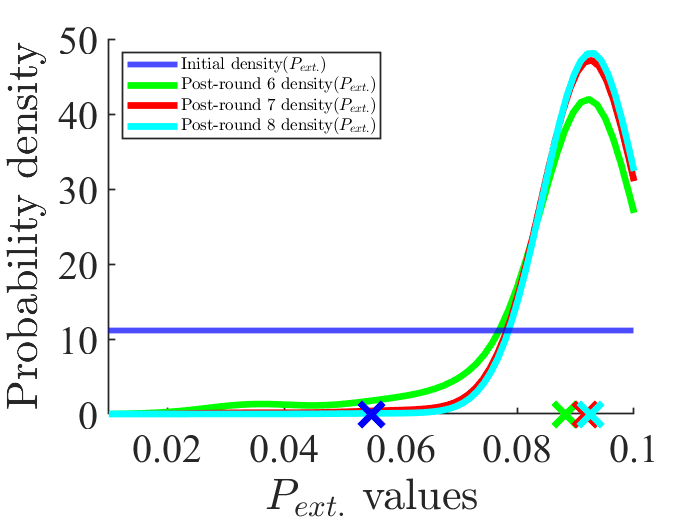 50
40
30
20
10
0
Probability density
Initial density(P_ext.)
Post-round 6 density(P_ext.)
Post-round 7 density(P_ext.)
Post-round 8 density(P_ext.)
0.02 0.04 0.06 0.08 0.1
P_ext. values